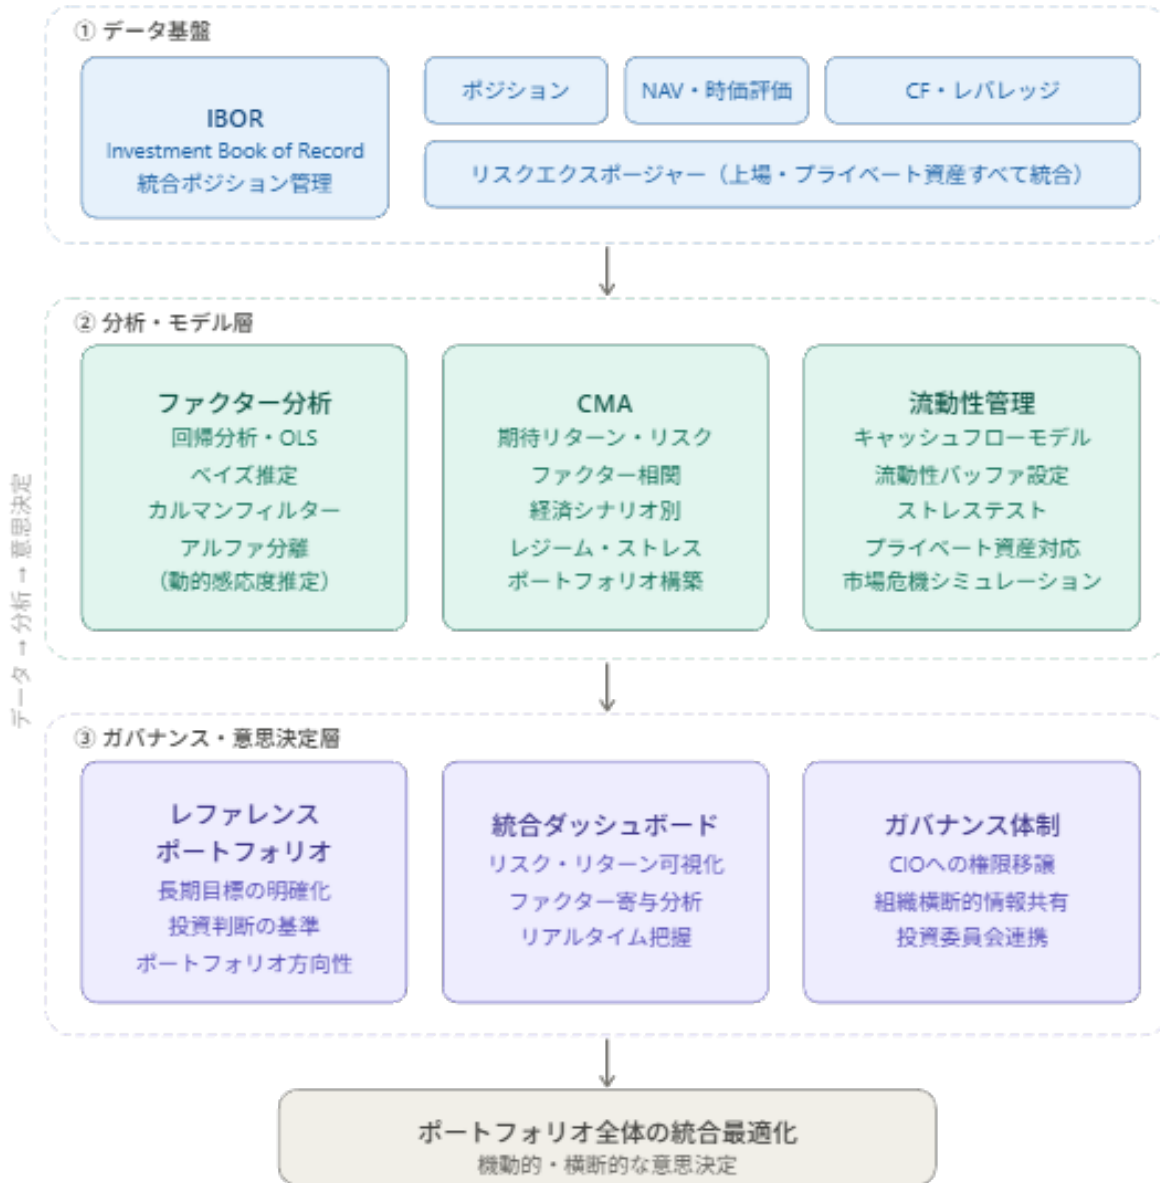 ① データ基盤
IBOR
Investment Book of Record
統合ポジション管理
ポジション
NAV・時価評価
CF・レバレッジ
リスクエクスポージャー（上場・プライベート資産すべて統合）
② 分析・モデル層
ファクター分析
回帰分析・OLS
ベイズ推定
カルマンフィルター
アルファ分離
（動的感応度推定）
CMA
期待リターン・リスク
ファクター相関
経済シナリオ別
レジーム・ストレス
ポートフォリオ構築
流動性管理
キャッシュフローモデル
流動性バッファ設定
ストレステスト
プライベート資産対応
市場危機シミュレーション
データ → 分析 → 意思決定
③ ガバナンス・意思決定層
レファレンス
ポートフォリオ
長期目標の明確化
投資判断の基準
ポートフォリオ方向性
統合ダッシュボード
リスク・リターン可視化
ファクター寄与分析
リアルタイム把握
ガバナンス体制
CIOへの権限移譲
組織横断的情報共有
投資委員会連携
ポートフォリオ全体の統合最適化
機動的・横断的な意思決定